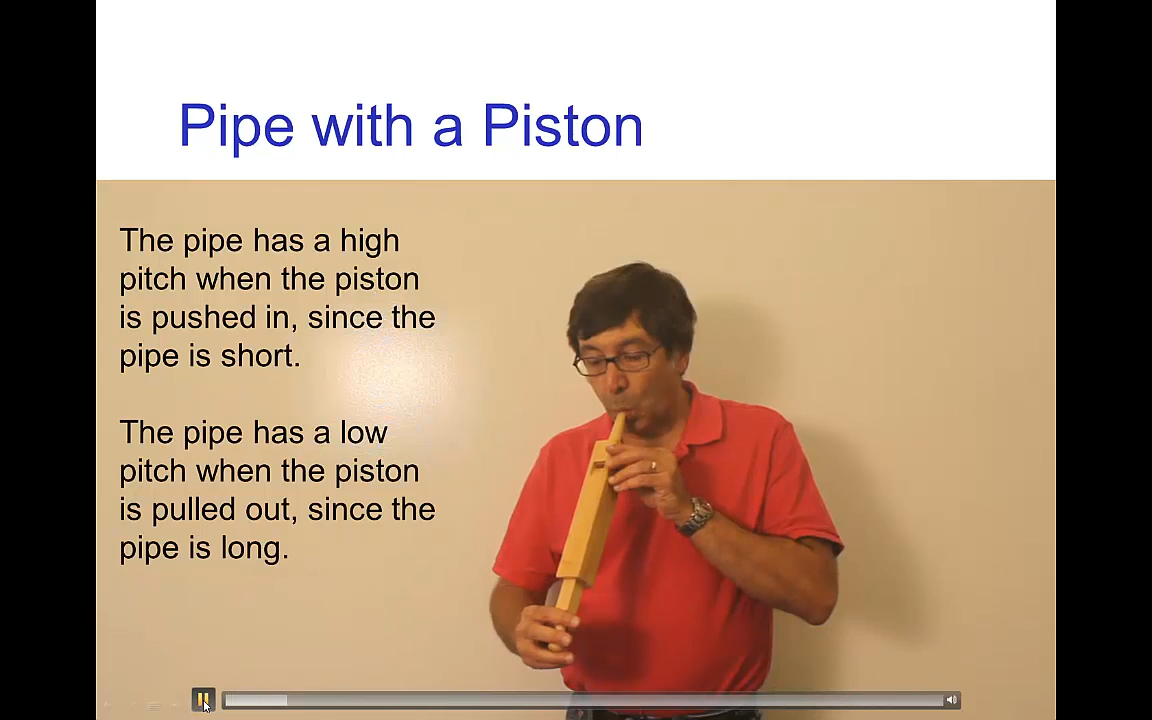 Pipe with a Piston
The pipe has a high
pitch when the piston
is pushed in, since the
pipe is short.
The pipe has a low
pitch when the piston
is pulled out, since the
pipe is long.